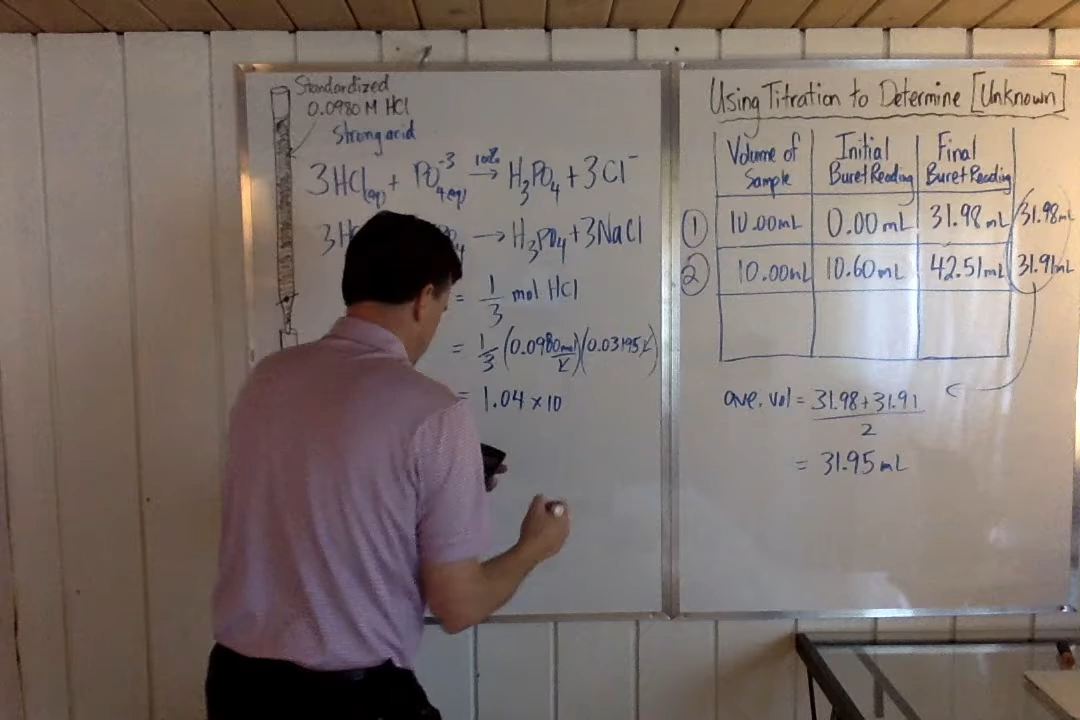 Standardized
0.0980 M HCl
Strong acid
3HCl(aq) + PO₄⁻³(aq) →100% H₃PO₄ + 3Cl⁻
→ H₃PO₄ + 3NaCl
= 1/3 mol HCl
= 1/3 (0.0980 mol/L)(0.03195 L)
= 1.04 × 10
Using Titration to Determine [Unknown]
Volume of Sample | Initial Buret Reading | Final Buret Reading
① 10.00mL | 0.00 mL | 31.98 mL | 31.98 mL
② 10.00mL | 10.60 mL | 42.51 mL | 31.91 mL
ave. vol = 31.98 + 31.91 / 2
= 31.95 mL